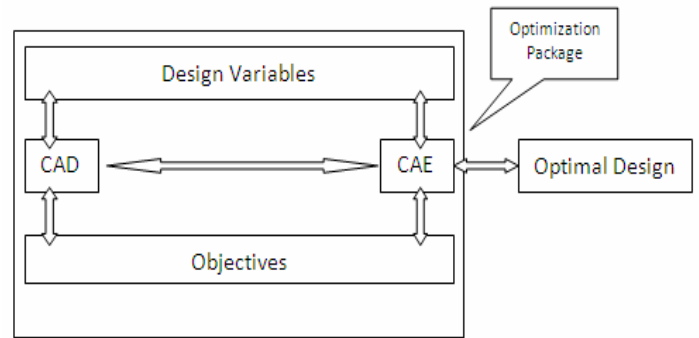 Optimization
Package
Design Variables
CAD
CAE
Optimal Design
Objectives